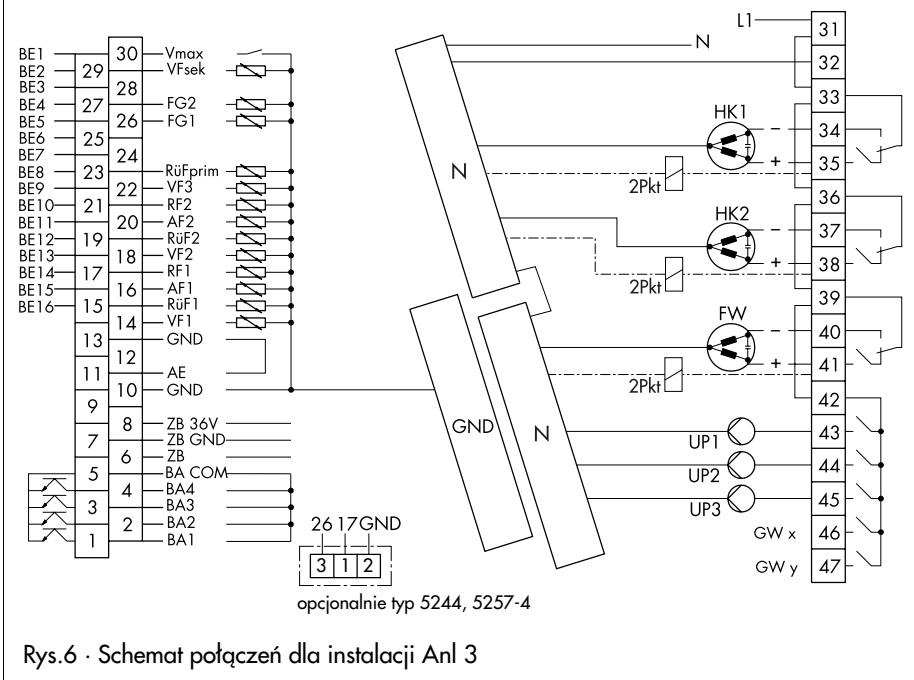 BE1
BE2
BE3
BE4
BE5
BE6
BE7
BE8
BE9
BE10
BE11
BE12
BE13
BE14
BE15
BE16
30
29
28
27
26
25
24
23
22
21
20
19
18
17
16
15
14
13
12
11
10
9
8
7
6
5
4
3
2
1
Vmax
VFsek
FG2
FG1
RüFprim
VF3
RF2
AF2
RüF2
VF2
RF1
AF1
RüF1
VF1
GND
AE
GND
ZB 36V
ZB GND
ZB
BA COM
BA4
BA3
BA2
BA1
26 17 GND
3 1 2
opcjonalnie typ 5244, 5257-4
N
GND
N
N
L1
HK1
− +
2Pkt
HK2
− +
2Pkt
FW
− +
2Pkt
UP1
UP2
UP3
GW x
GW y
31
32
33
34
35
36
37
38
39
40
41
42
43
44
45
46
47
Rys.6 · Schemat połączeń dla instalacji Anl 3